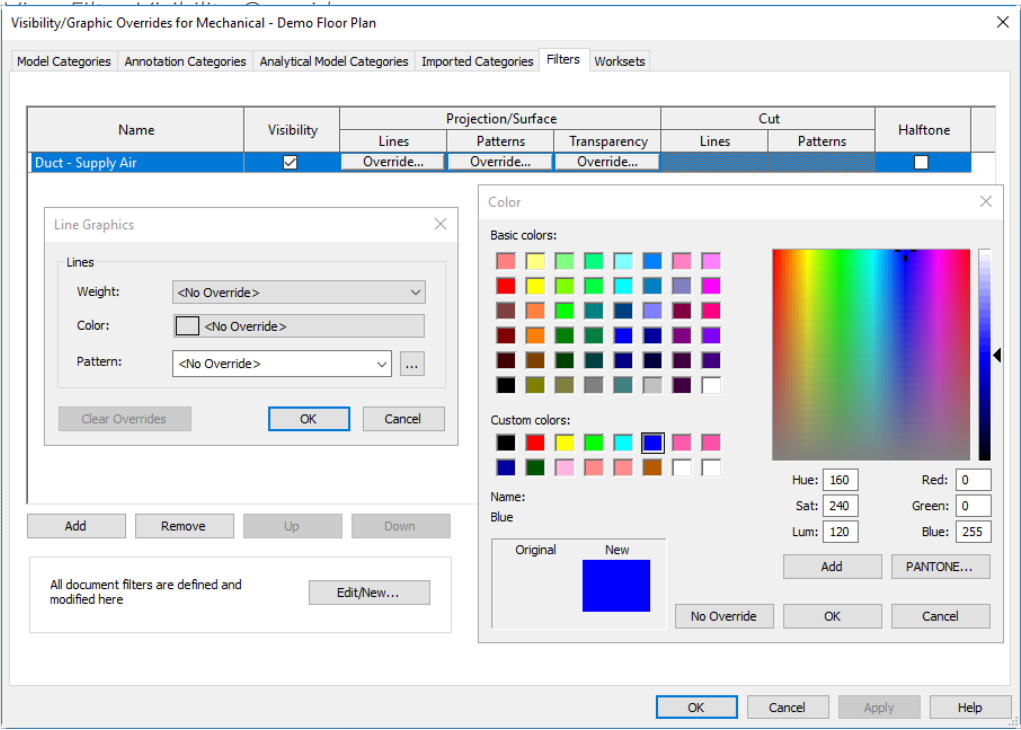 Visibility/Graphic Overrides for Mechanical - Demo Floor Plan
Model Categories Annotation Categories Analytical Model Categories Imported Categories Filters Worksets
Name Visibility Projection/Surface Cut Halftone
Lines Patterns Transparency Lines Patterns
Duct - Supply Air Override... Override... Override...
Line Graphics
Lines
Weight: <No Override>
Color: <No Override>
Pattern: <No Override> ...
Clear Overrides OK Cancel
Color
Basic colors:
Custom colors:
Name:
Blue
Original New
Hue: 160 Red: 0
Sat: 240 Green: 0
Lum: 120 Blue: 255
Add PANTONE...
No Override OK Cancel
Add Remove Up Down
All document filters are defined and
modified here
Edit/New...
OK Cancel Apply Help